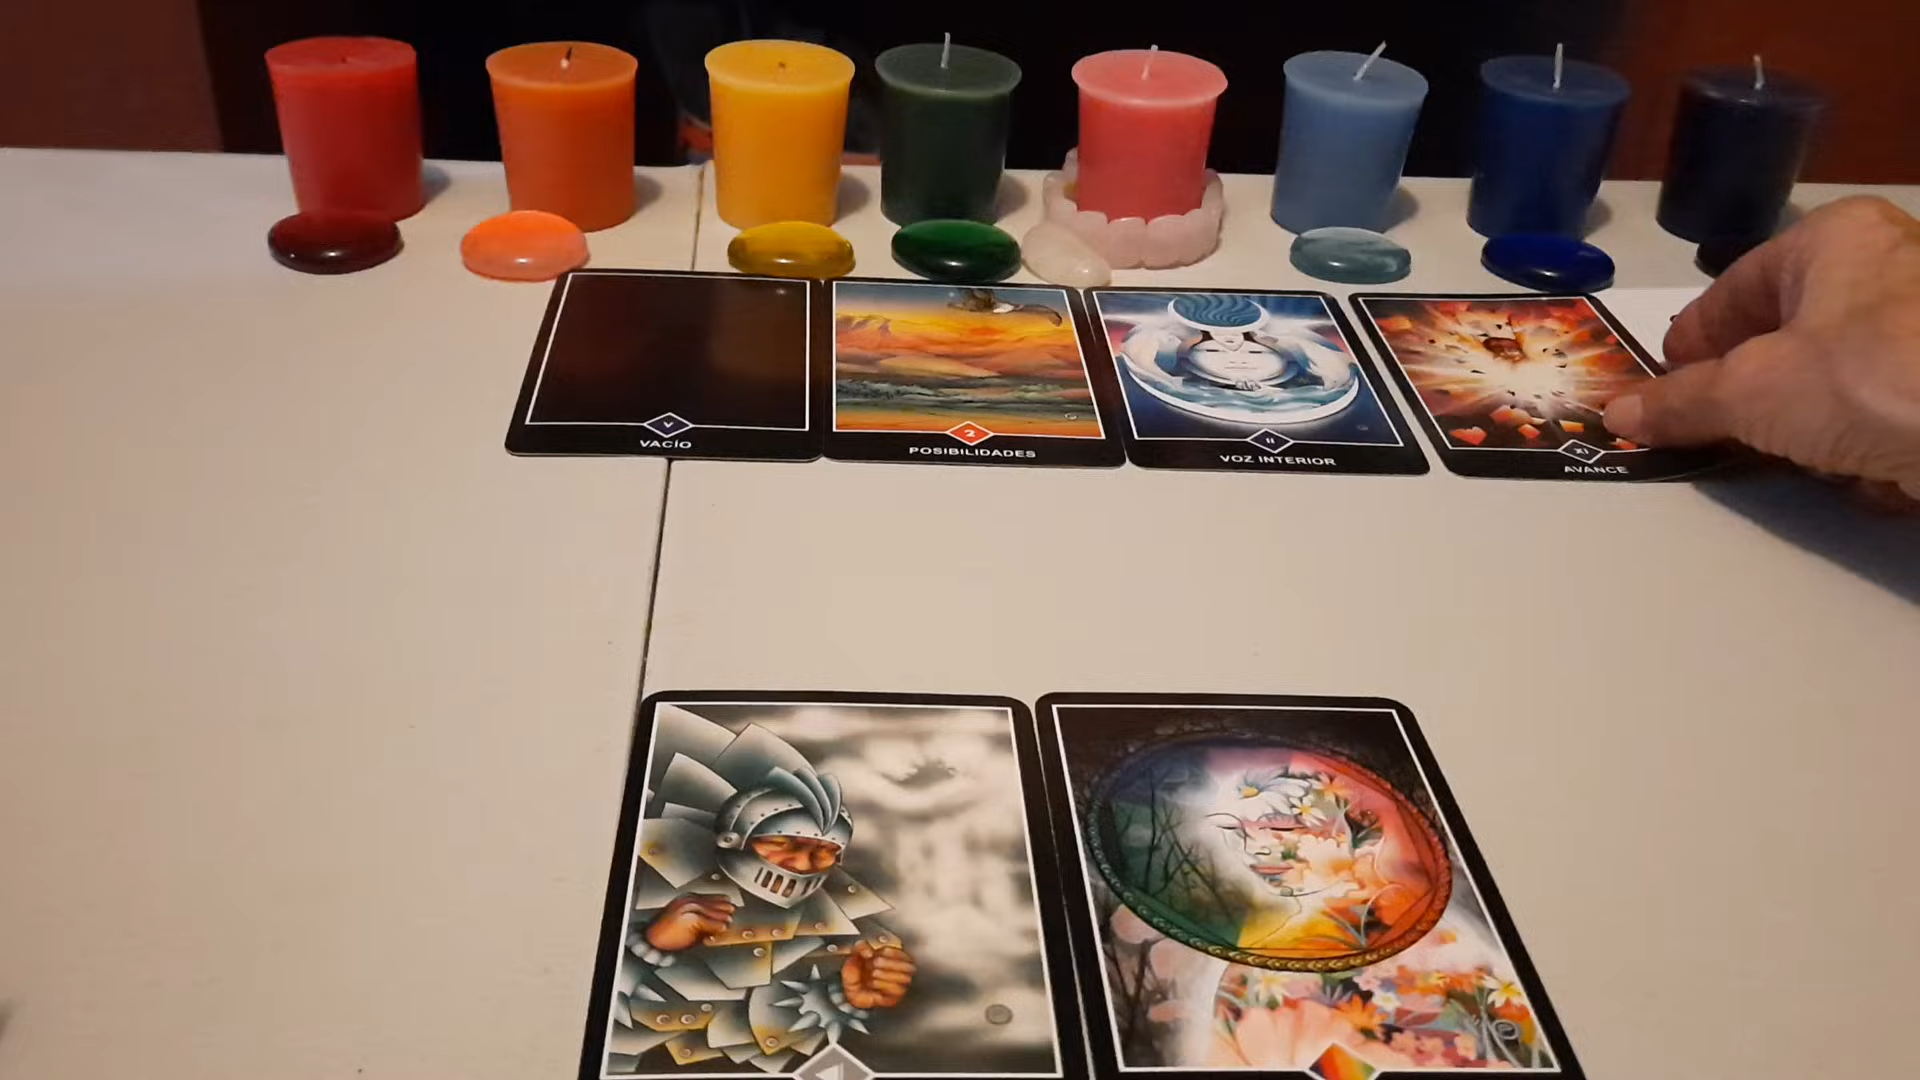 V
VACÍO
2
POSIBILIDADES
II
VOZ INTERIOR
XI
AVANCE